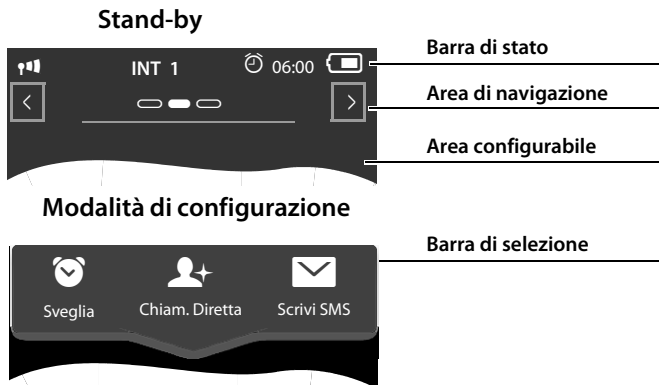 Stand-by
INT 1 06:00
Barra di stato
Area di navigazione
Area configurabile
Modalità di configurazione
Barra di selezione
Sveglia Chiam. Diretta Scrivi SMS